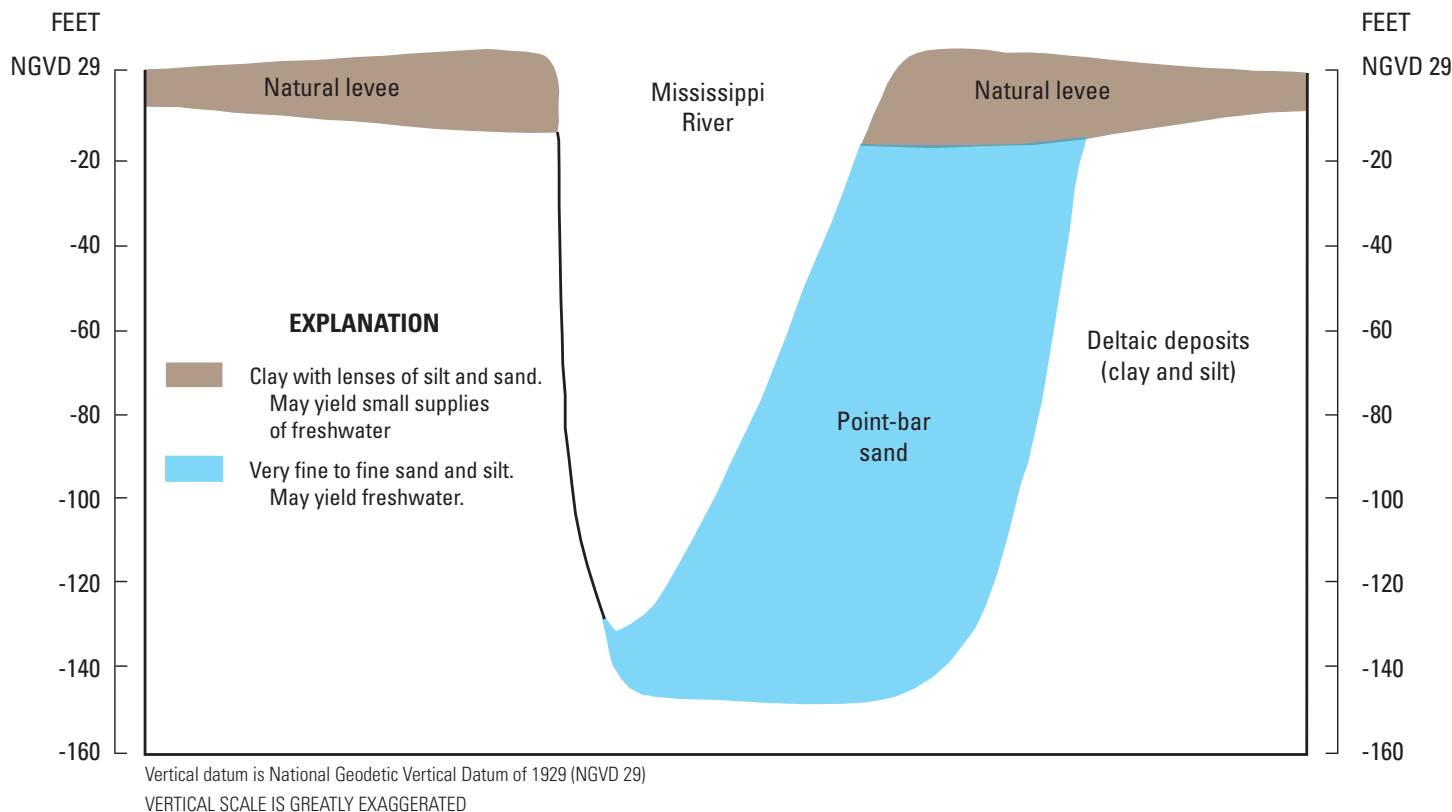 FEET
NGVD 29
-20
-40
-60
-80
-100
-120
-140
-160
Natural levee
Mississippi
River
Natural levee
EXPLANATION
Clay with lenses of silt and sand.
May yield small supplies
of freshwater
Very fine to fine sand and silt.
May yield freshwater.
Point-bar
sand
Deltaic deposits
(clay and silt)
FEET
NGVD 29
-20
-40
-60
-80
-100
-120
-140
-160
Vertical datum is National Geodetic Vertical Datum of 1929 (NGVD 29)
VERTICAL SCALE IS GREATLY EXAGGERATED